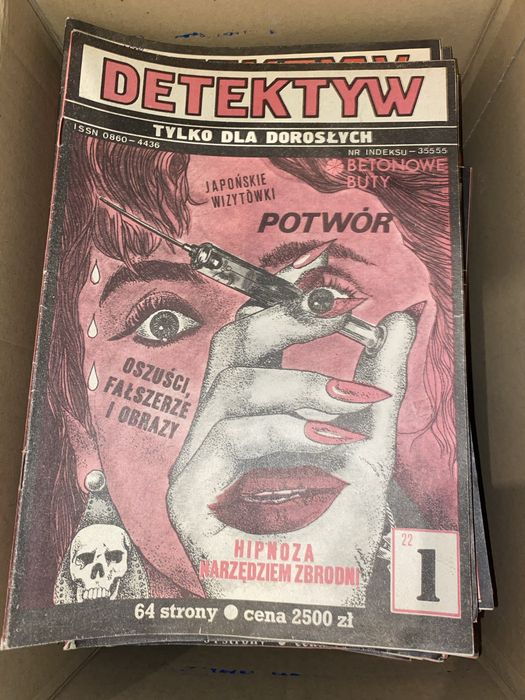 DETEKTYW
TYLKO DLA DOROSŁYCH
ISSN 0860-4436
NR INDEKSU-35555
BETONOWE
BUTY
JAPOŃSKIE
WIZYTÓWKI
POTWÓR
OSZUŚCI,
FAŁSZERZE
I OBRAZY
HIPNOZA
NARZĘDZIEM ZBRODNI
22
1
64 strony ● cena 2500 zł